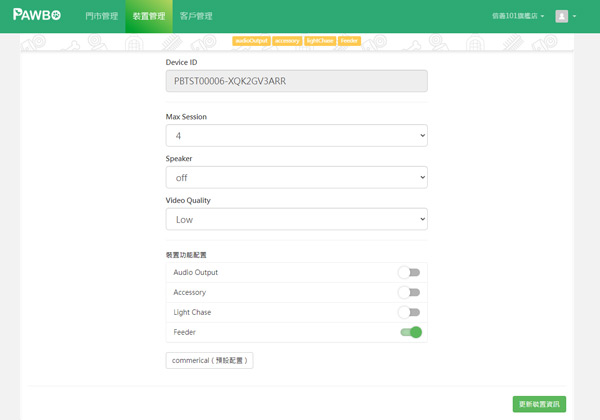 PAWBO 門市管理 裝置管理 客戶管理 信義101旗艦店
audioOutput accessory lightChase Feeder
Device ID
PBTST00006-XQK2GV3ARR
Max Session
4
Speaker
off
Video Quality
Low
裝置功能配置
Audio Output
Accessory
Light Chase
Feeder
commerical ( 預設配置 )
更新裝置資訊